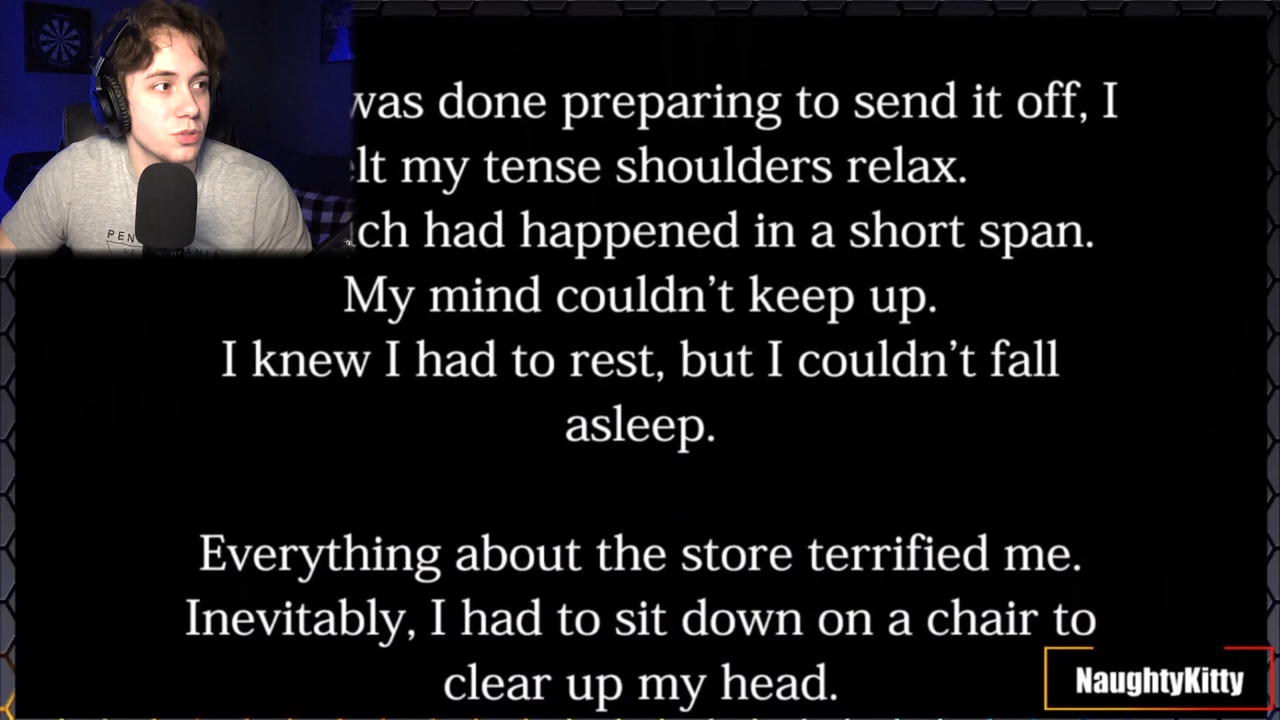 was done preparing to send it off, I
my tense shoulders relax.
had happened in a short span.
My mind couldn’t keep up.
I knew I had to rest, but I couldn’t fall
asleep.
Everything about the store terrified me.
Inevitably, I had to sit down on a chair to
clear up my head.
NaughtyKitty